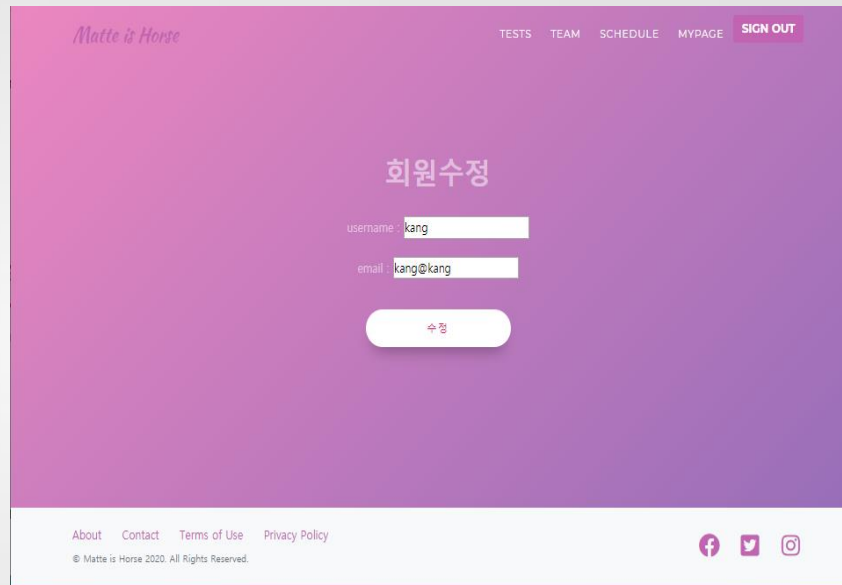 Matte is Horse
TESTS TEAM SCHEDULE MYPAGE SIGN OUT
회원수정
username : kang
email : kang@kang
수정
About Contact Terms of Use Privacy Policy
© Matte is Horse 2020. All Rights Reserved.